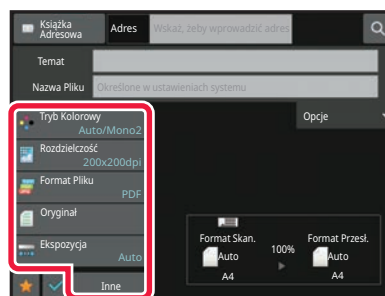 Książka
Adresowa
Adres
Wskaż, żeby wprowadzić adres
Temat
Nazwa Pliku
Określone w ustawieniach systemu
Tryb Kolorowy
Auto/Mono2
Opcje
Rozdzielczość
200x200dpi
Format Pliku
PDF
Oryginał
Ekspozycja
Auto
Inne
Format Skan.
Auto
A4
100%
Format Przesł.
Auto
A4